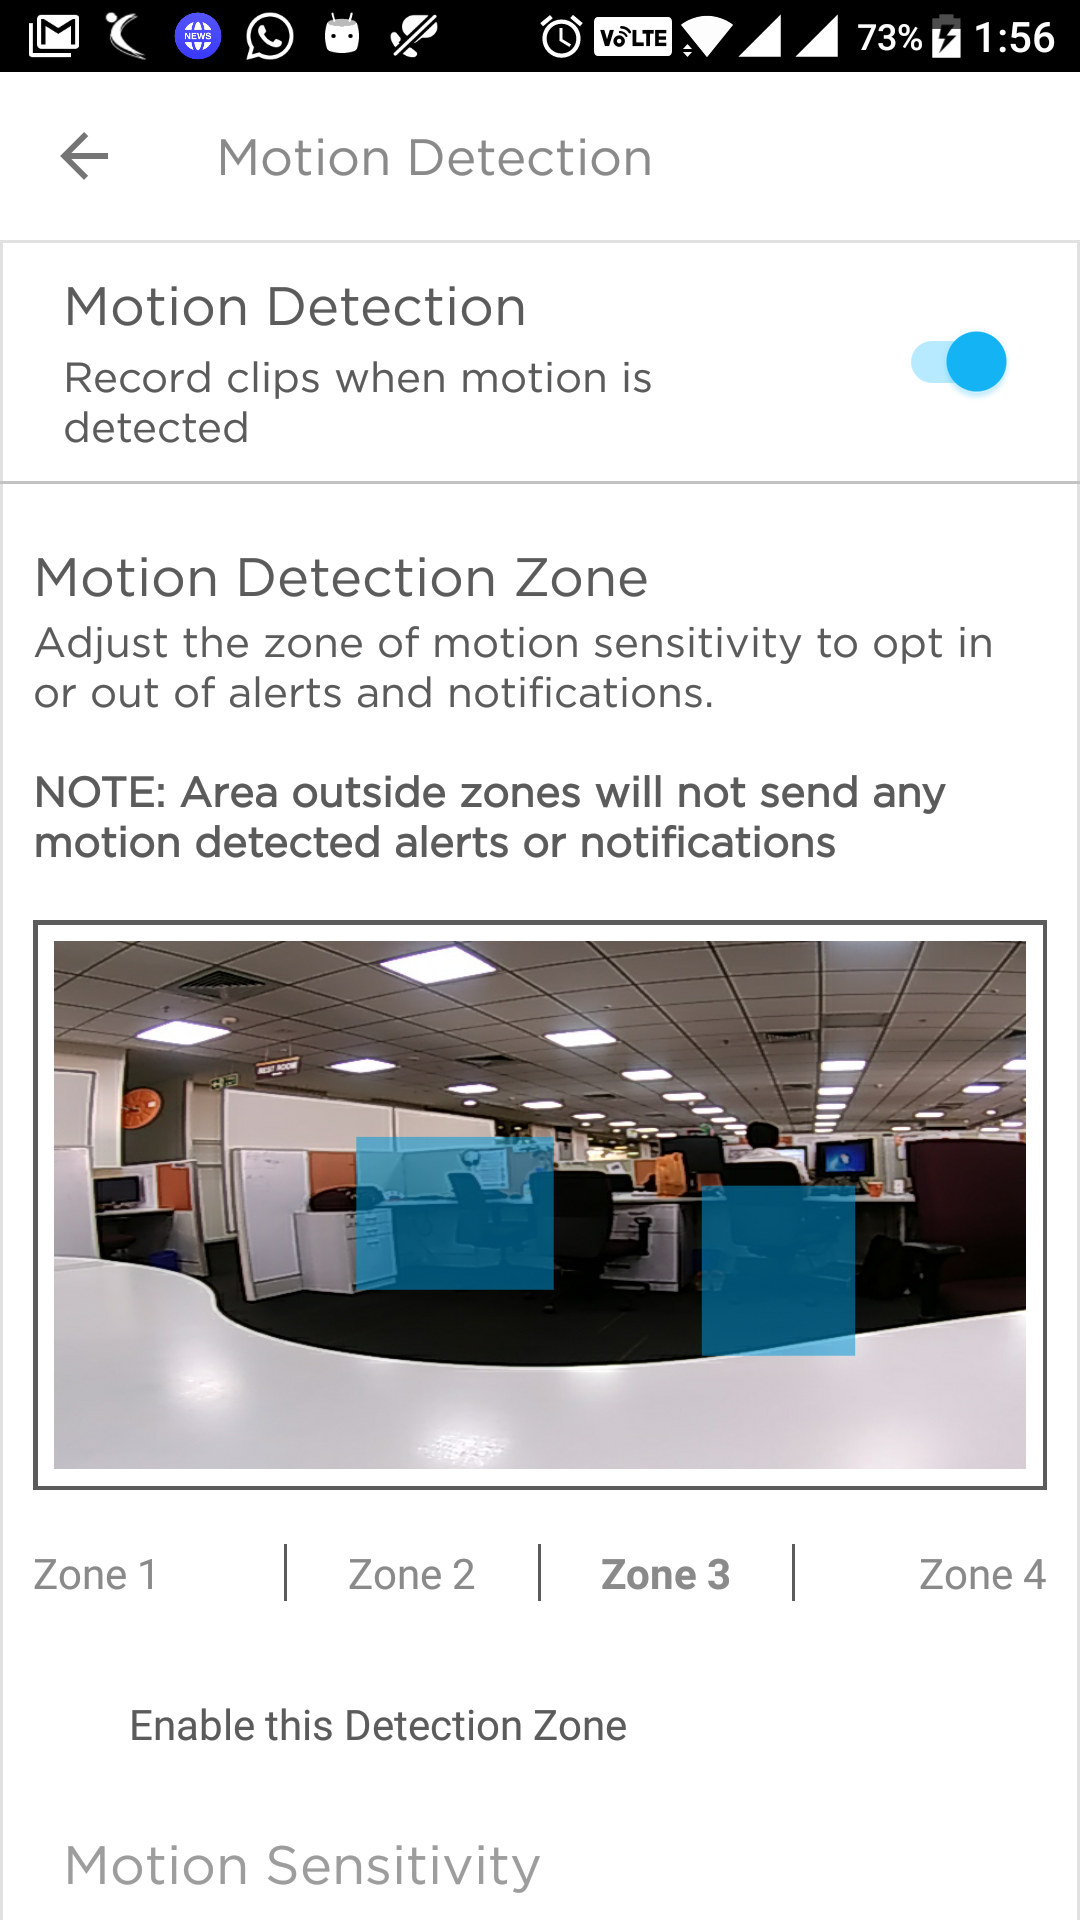 NEWS
VoLTE
73%
1:56
Motion Detection
Motion Detection
Record clips when motion is
detected
Motion Detection Zone
Adjust the zone of motion sensitivity to opt in
or out of alerts and notifications.
NOTE: Area outside zones will not send any
motion detected alerts or notifications
REST ROOM
Zone 1
Zone 2
Zone 3
Zone 4
Enable this Detection Zone
Motion Sensitivity